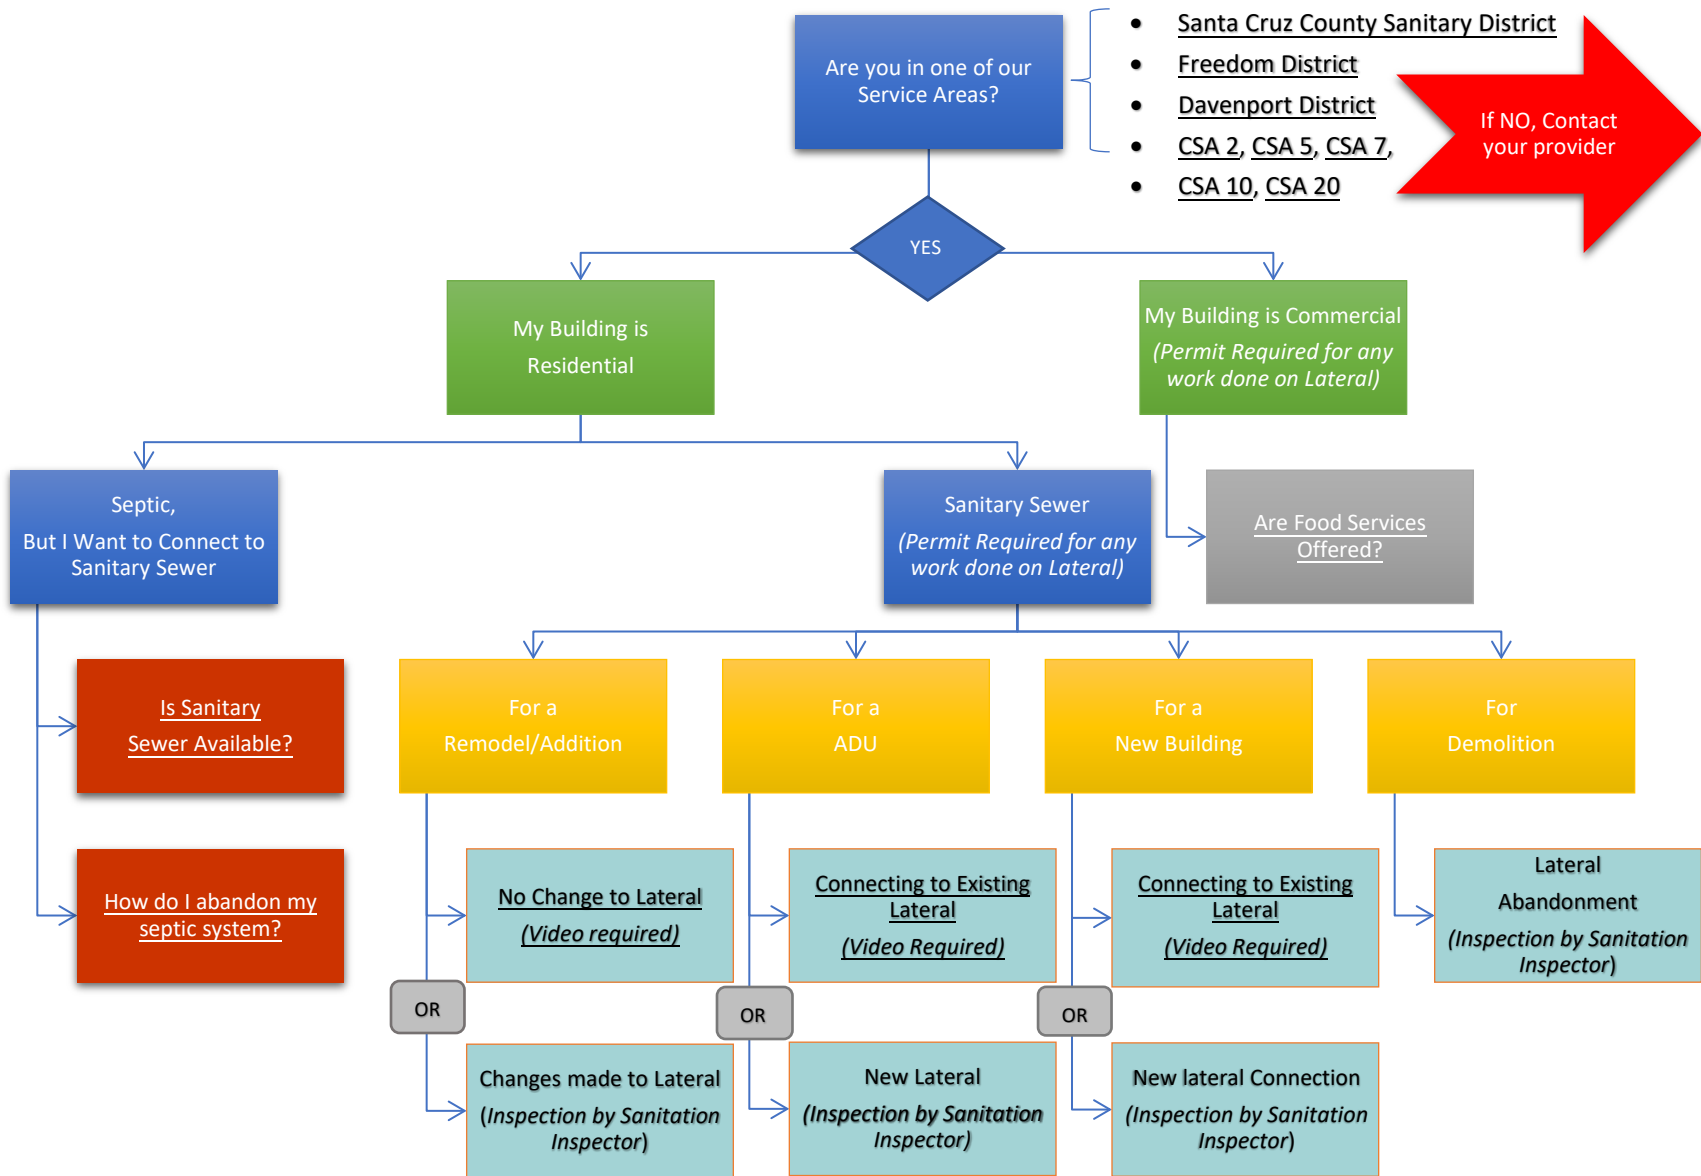 Are you in one of our
Service Areas?
• Santa Cruz County Sanitary District
• Freedom District
• Davenport District
• CSA 2, CSA 5, CSA 7,
• CSA 10, CSA 20
If NO, Contact
your provider
YES
My Building is
Residential
My Building is Commercial
(Permit Required for any
work done on Lateral)
Septic,
But I Want to Connect to
Sanitary Sewer
Sanitary Sewer
(Permit Required for any
work done on Lateral)
Are Food Services
Offered?
Is Sanitary
Sewer Available?
For a
Remodel/Addition
For a
ADU
For a
New Building
For
Demolition
How do I abandon my
septic system?
No Change to Lateral
(Video required)
Connecting to Existing
Lateral
(Video Required)
Connecting to Existing
Lateral
(Video Required)
Lateral
Abandonment
(Inspection by Sanitation
Inspector)
OR
OR
OR
Changes made to Lateral
(Inspection by Sanitation
Inspector)
New Lateral
(Inspection by Sanitation
Inspector)
New lateral Connection
(Inspection by Sanitation
Inspector)